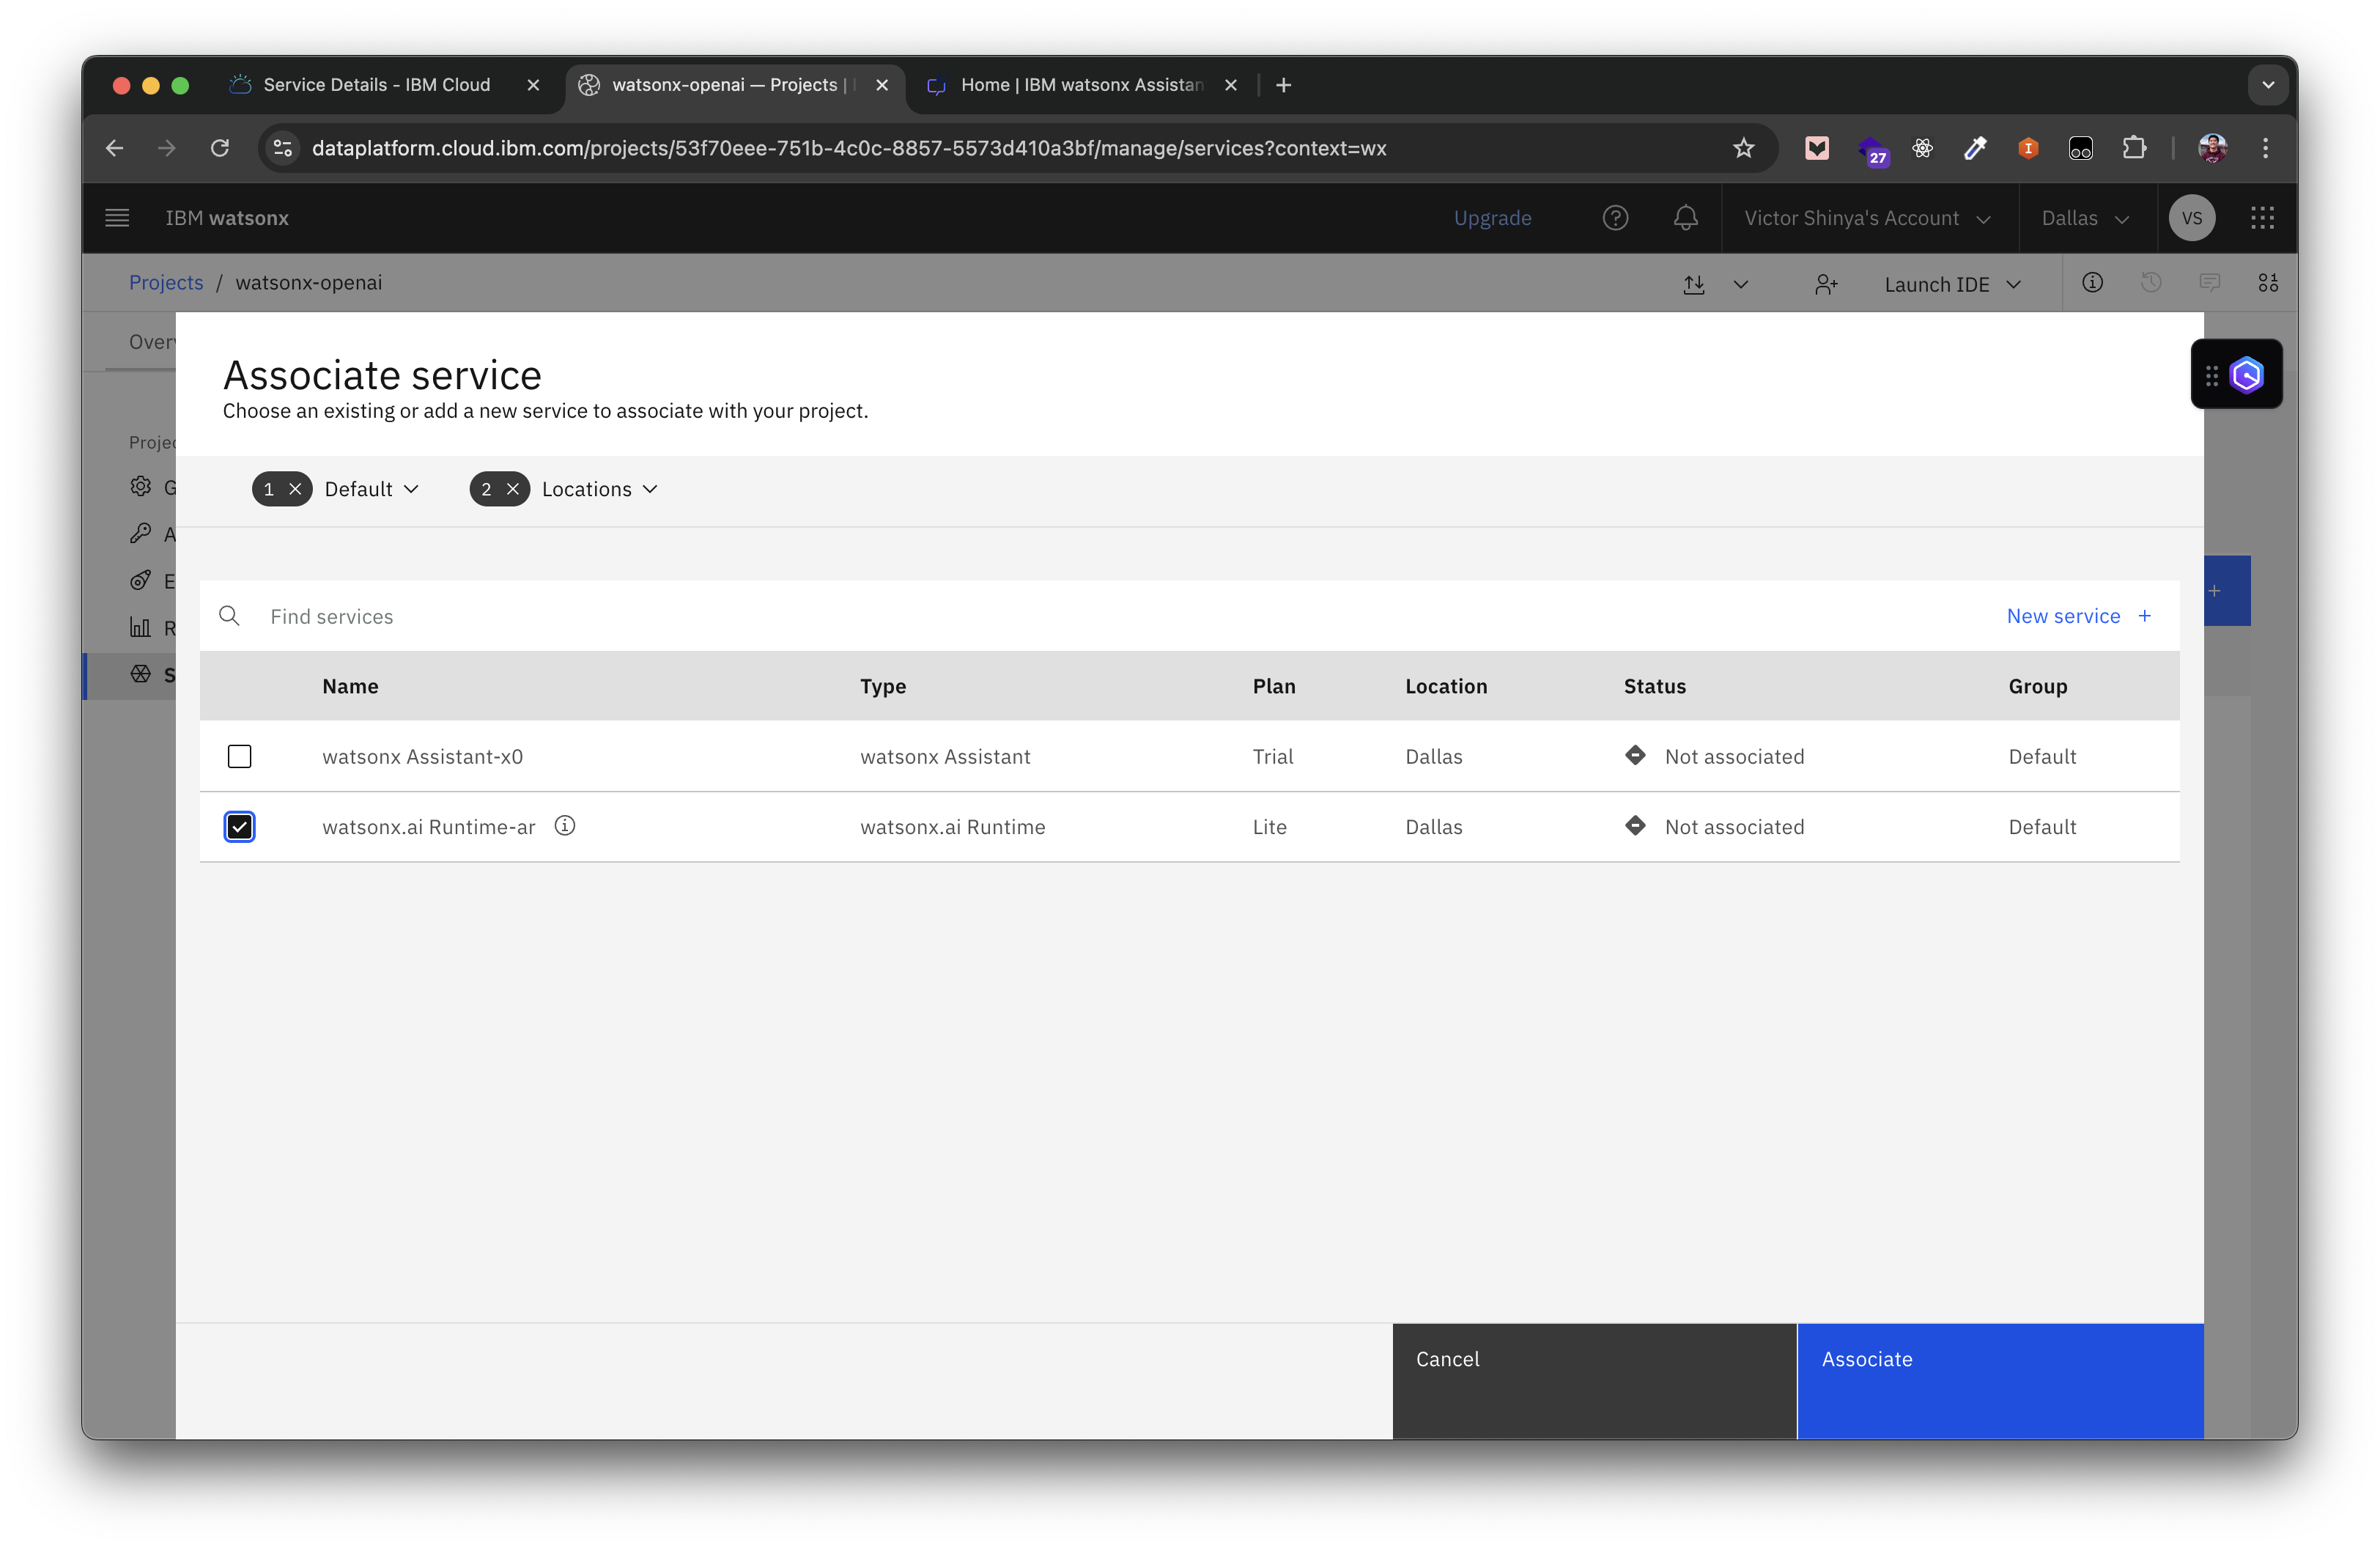 Service Details - IBM Cloud
watsonx-openai — Projects |
Home | IBM watsonx Assistan
dataplatform.cloud.ibm.com/projects/53f70eee-751b-4c0c-8857-5573d410a3bf/manage/services?context=wx
27
IBM watsonx
Upgrade
Victor Shinya's Account
Dallas
VS
Projects / watsonx-openai
Launch IDE
Over
Associate service
Choose an existing or add a new service to associate with your project.
Projec
1 Default
2 Locations
G
A
E
R
S
Find services
New service +
Name Type Plan Location Status Group
watsonx Assistant-x0 watsonx Assistant Trial Dallas Not associated Default
watsonx.ai Runtime-ar watsonx.ai Runtime Lite Dallas Not associated Default
Cancel
Associate